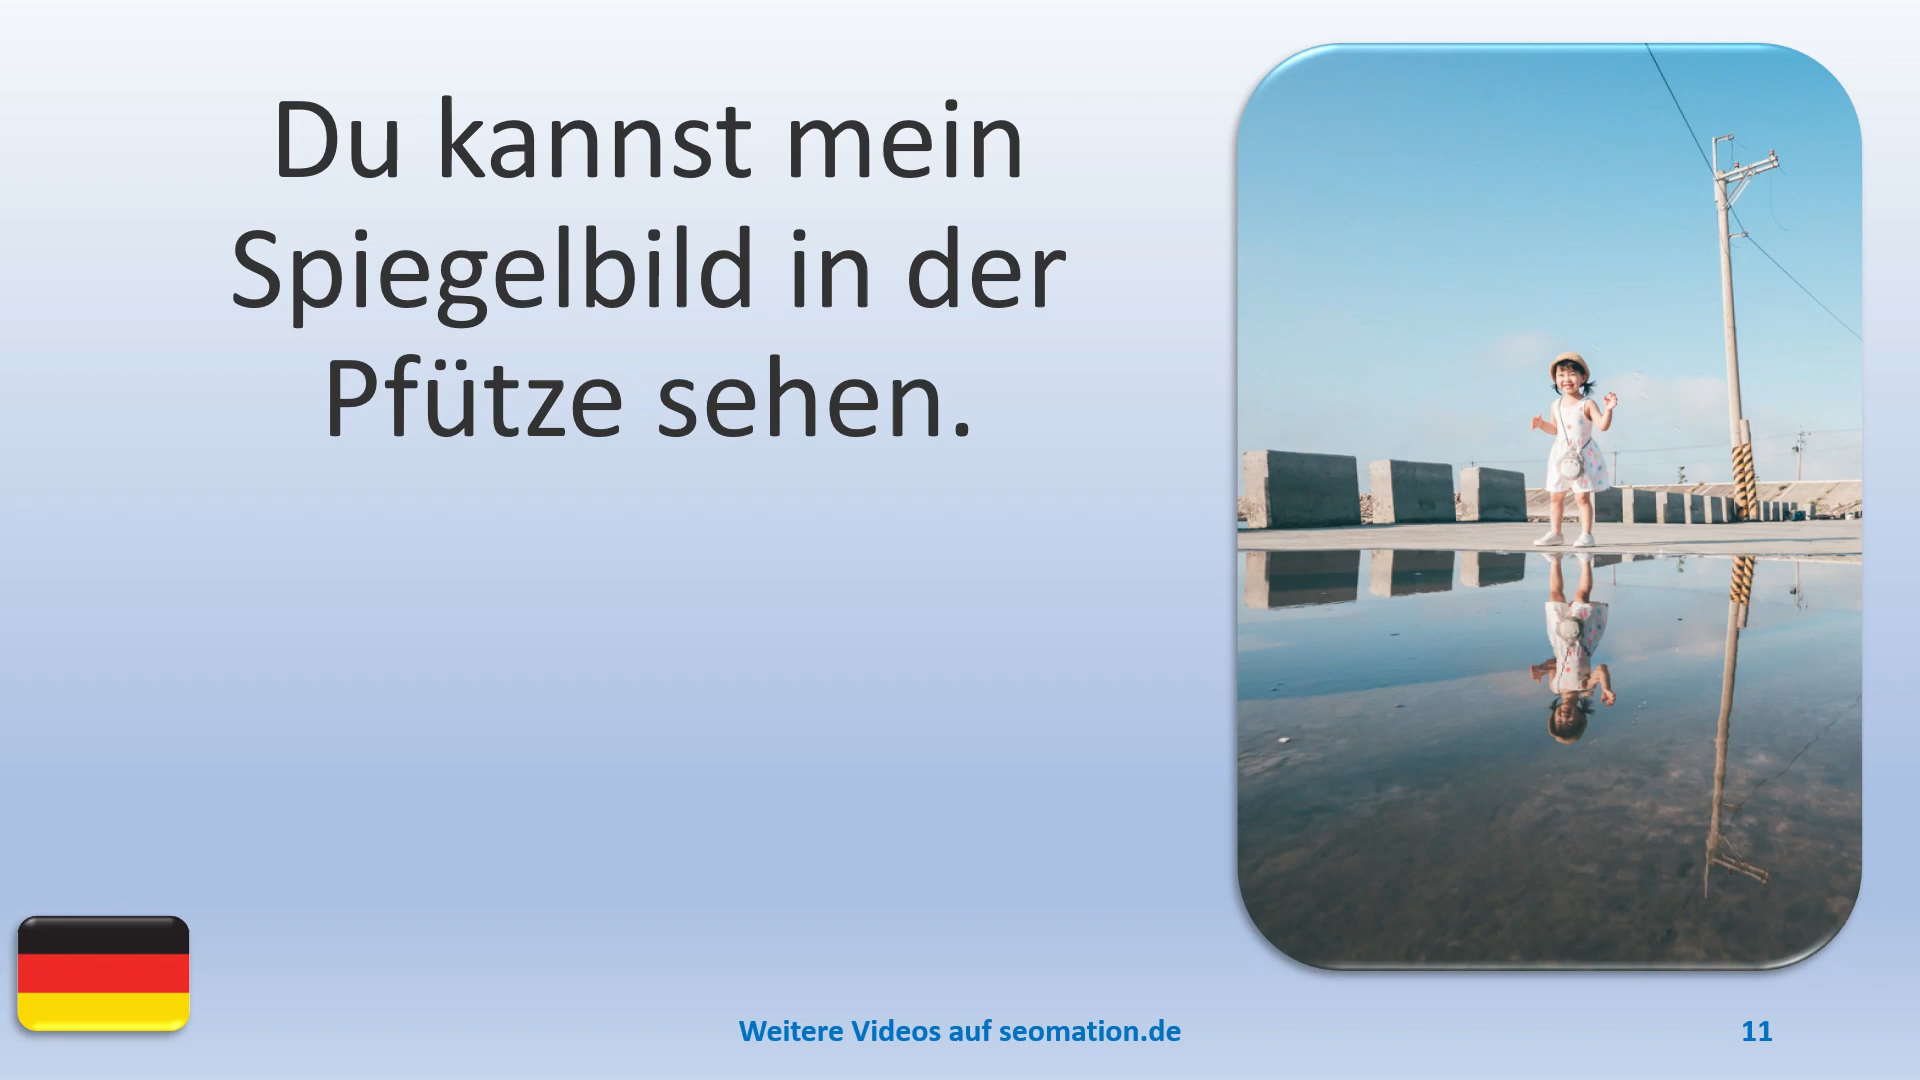 Du kannst mein
Spiegelbild in der
Pfütze sehen.
Weitere Videos auf seomation.de
11